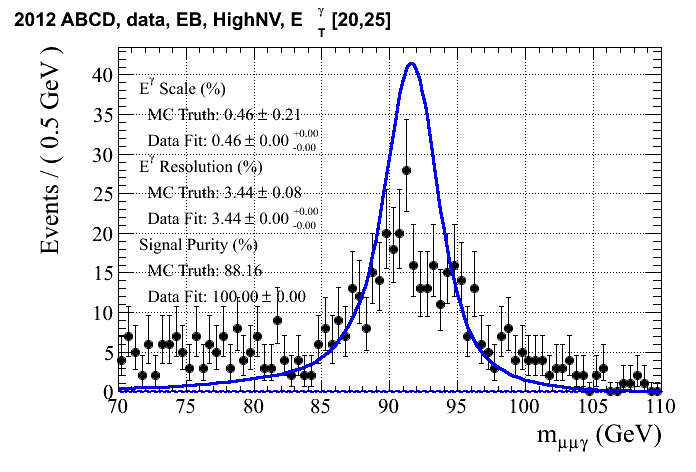 2012 ABCD, data, EB, HighNV, E T γ [20,25]
Events / ( 0.5 GeV )
40
35
30
25
20
15
10
5
0
E^γ Scale (%)
MC Truth: 0.46 ± 0.21
Data Fit: 0.46 ± 0.00 +0.00 -0.00
E^γ Resolution (%)
MC Truth: 3.44 ± 0.08
Data Fit: 3.44 ± 0.00 +0.00 -0.00
Signal Purity (%)
MC Truth: 88.16
Data Fit: 100.00 ± 0.00
70 75 80 85 90 95 100 105 110
m_μμγ (GeV)